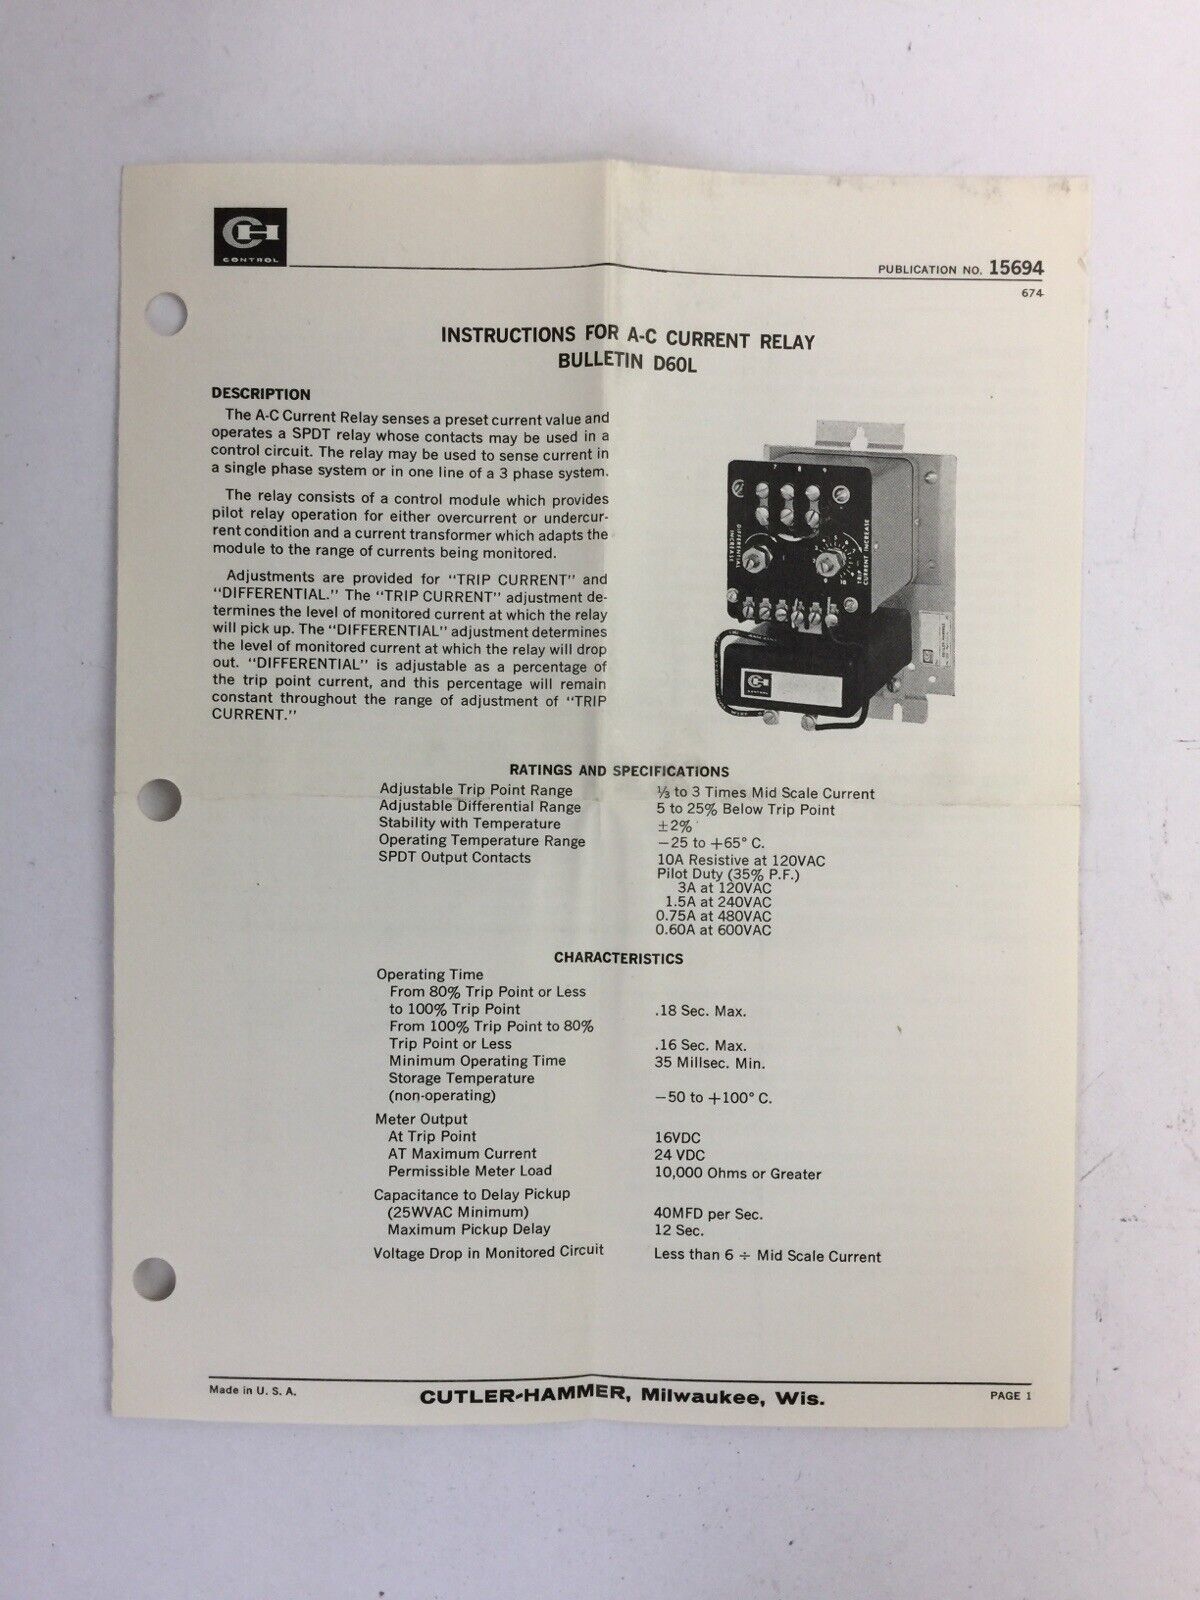 CH
CONTROL
PUBLICATION NO. 15694
674
INSTRUCTIONS FOR A-C CURRENT RELAY
BULLETIN D60L
DESCRIPTION
The A-C Current Relay senses a preset current value and
operates a SPDT relay whose contacts may be used in a
control circuit. The relay may be used to sense current in
a single phase system or in one line of a 3 phase system.
The relay consists of a control module which provides
pilot relay operation for either overcurrent or undercur-
rent condition and a current transformer which adapts the
module to the range of currents being monitored.
Adjustments are provided for "TRIP CURRENT" and
"DIFFERENTIAL." The "TRIP CURRENT" adjustment de-
termines the level of monitored current at which the relay
will pick up. The "DIFFERENTIAL" adjustment determines
the level of monitored current at which the relay will drop
out. "DIFFERENTIAL" is adjustable as a percentage of
the trip point current, and this percentage will remain
constant throughout the range of adjustment of "TRIP
CURRENT."
7 8 9
DIFFERENTIAL
INCREASE
TRIP
CURRENT INCREASE
CH
CONTROL
RATINGS AND SPECIFICATIONS
Adjustable Trip Point Range ⅓ to 3 Times Mid Scale Current
Adjustable Differential Range 5 to 25% Below Trip Point
Stability with Temperature ±2%
Operating Temperature Range −25 to +65° C.
SPDT Output Contacts 10A Resistive at 120VAC
Pilot Duty (35% P.F.)
3A at 120VAC
1.5A at 240VAC
0.75A at 480VAC
0.60A at 600VAC
CHARACTERISTICS
Operating Time
From 80% Trip Point or Less
to 100% Trip Point .18 Sec. Max.
From 100% Trip Point to 80%
Trip Point or Less .16 Sec. Max.
Minimum Operating Time 35 Millsec. Min.
Storage Temperature
(non-operating) −50 to +100° C.
Meter Output
At Trip Point 16VDC
AT Maximum Current 24 VDC
Permissible Meter Load 10,000 Ohms or Greater
Capacitance to Delay Pickup
(25WVAC Minimum) 40MFD per Sec.
Maximum Pickup Delay 12 Sec.
Voltage Drop in Monitored Circuit Less than 6 ÷ Mid Scale Current
Made in U. S. A. CUTLER-HAMMER, Milwaukee, Wis. PAGE 1